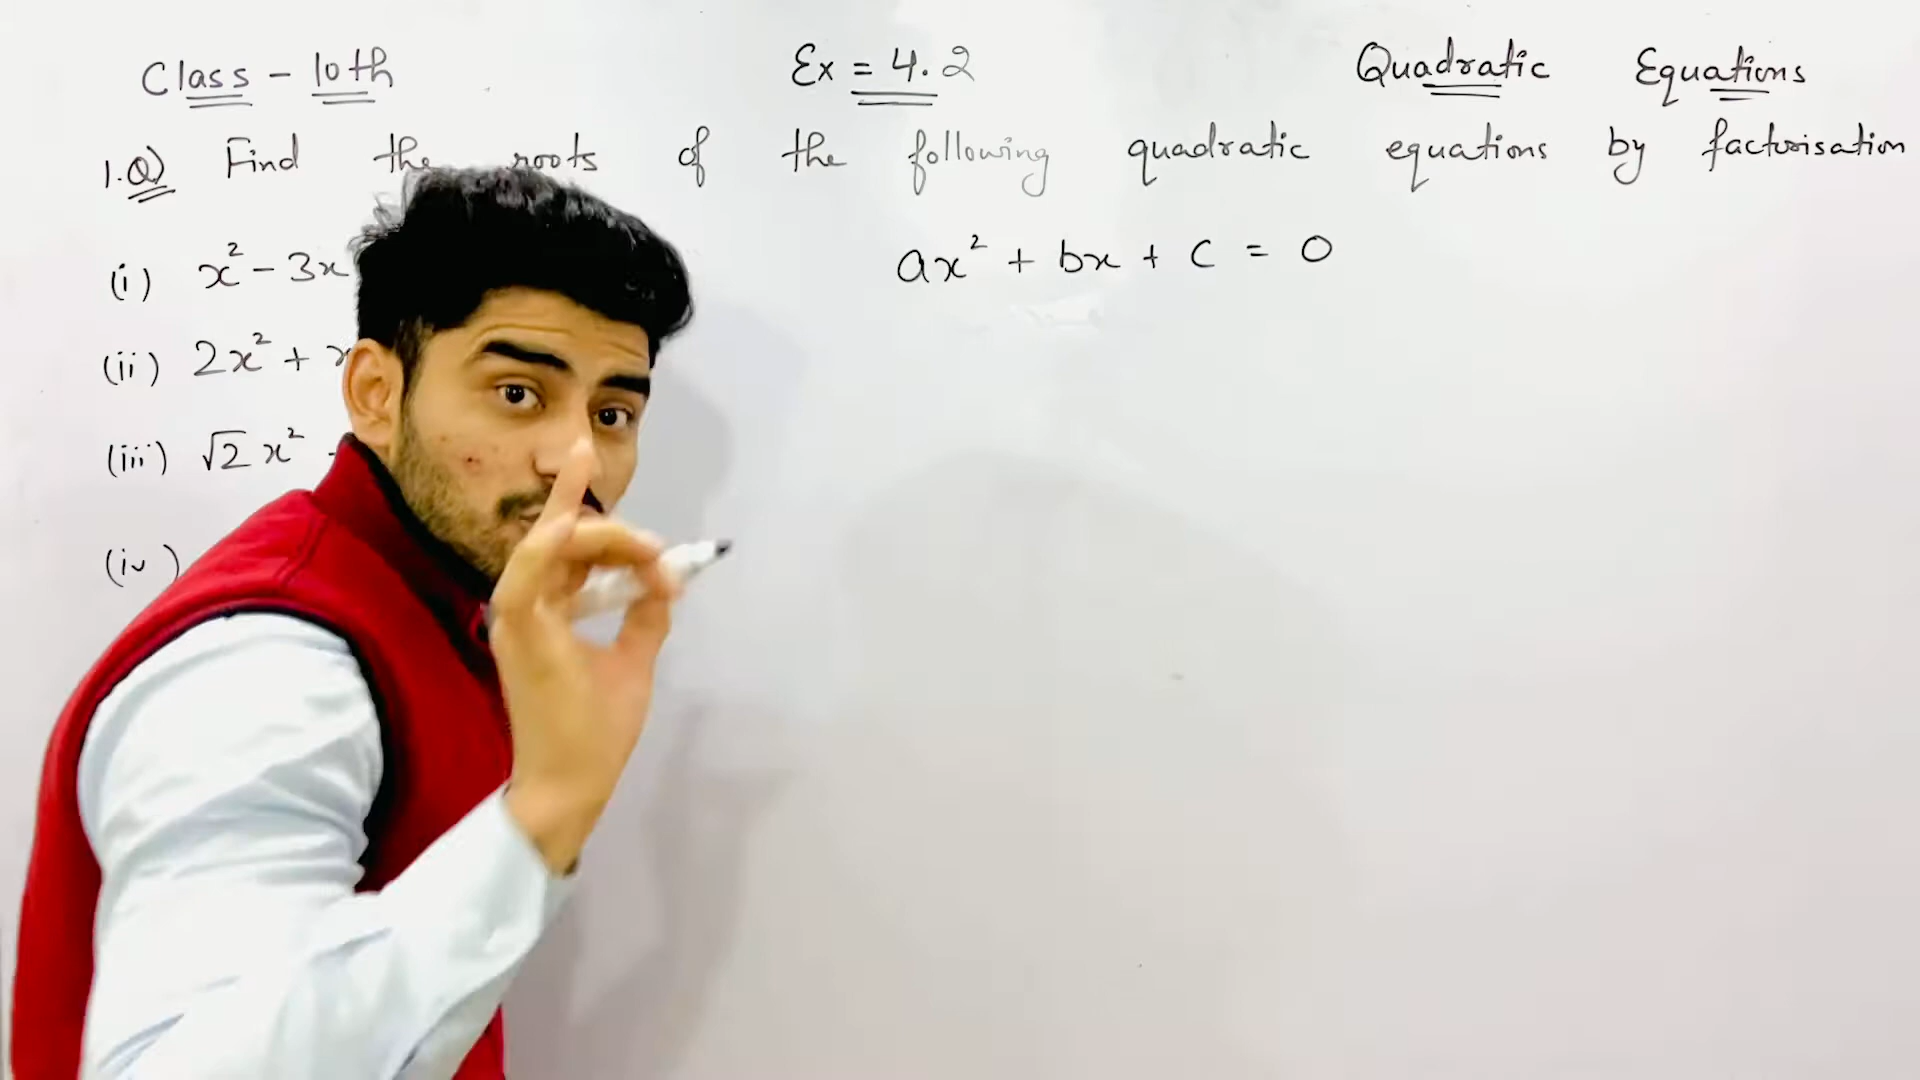 Class - 10th Ex = 4.2 Quadratic Equations
1.Q) Find the roots of the following quadratic equations by factorisation
(i) x² - 3x
ax² + bx + c = 0
(ii) 2x² + x
(iii) √2 x² -
(iv)